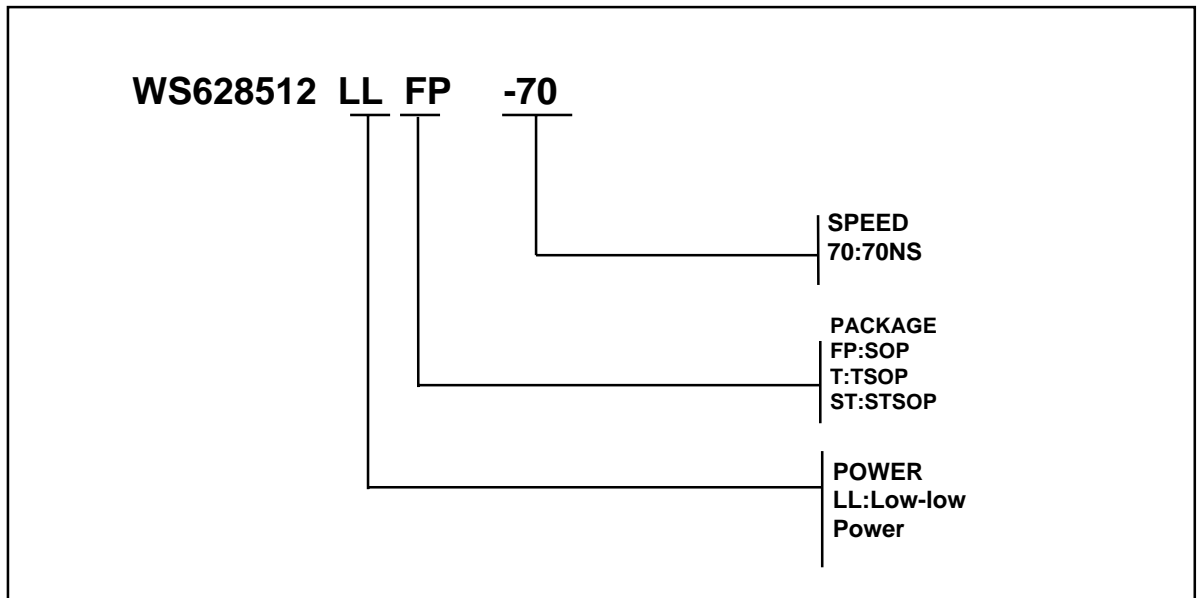 WS628512 LL FP -70
SPEED
70:70NS
PACKAGE
FP:SOP
T:TSOP
ST:STSOP
POWER
LL:Low-low
Power